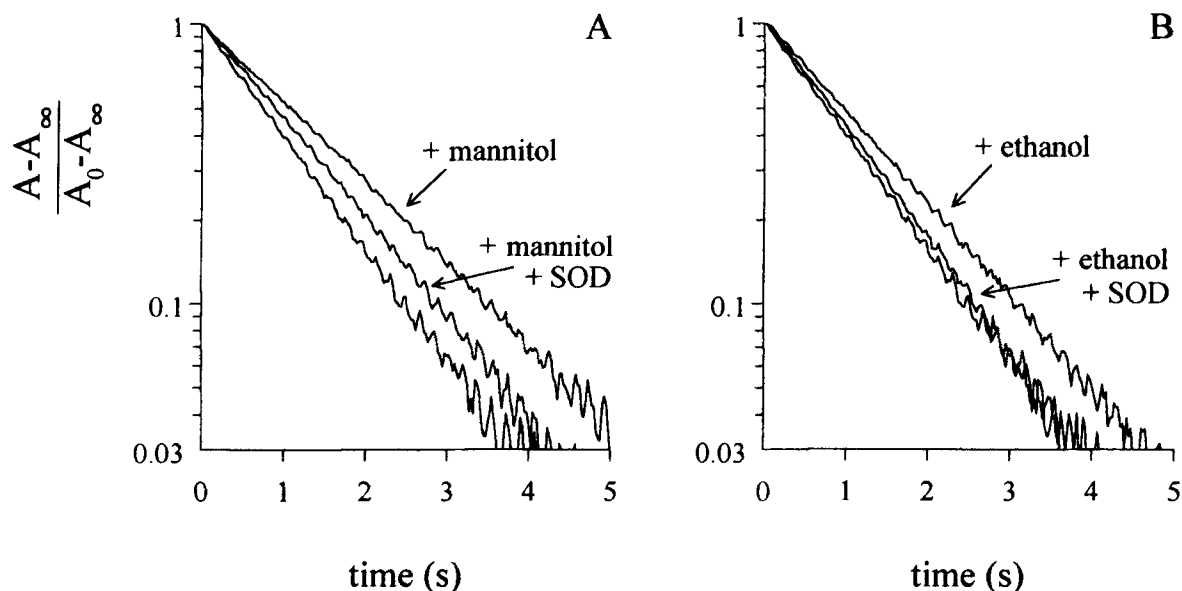 A
1
A-A∞
A0-A∞
+ mannitol
+ mannitol
+ SOD
0.1
0.03
0 1 2 3 4 5
time (s)
B
1
+ ethanol
+ ethanol
+ SOD
0.1
0.03
0 1 2 3 4 5
time (s)